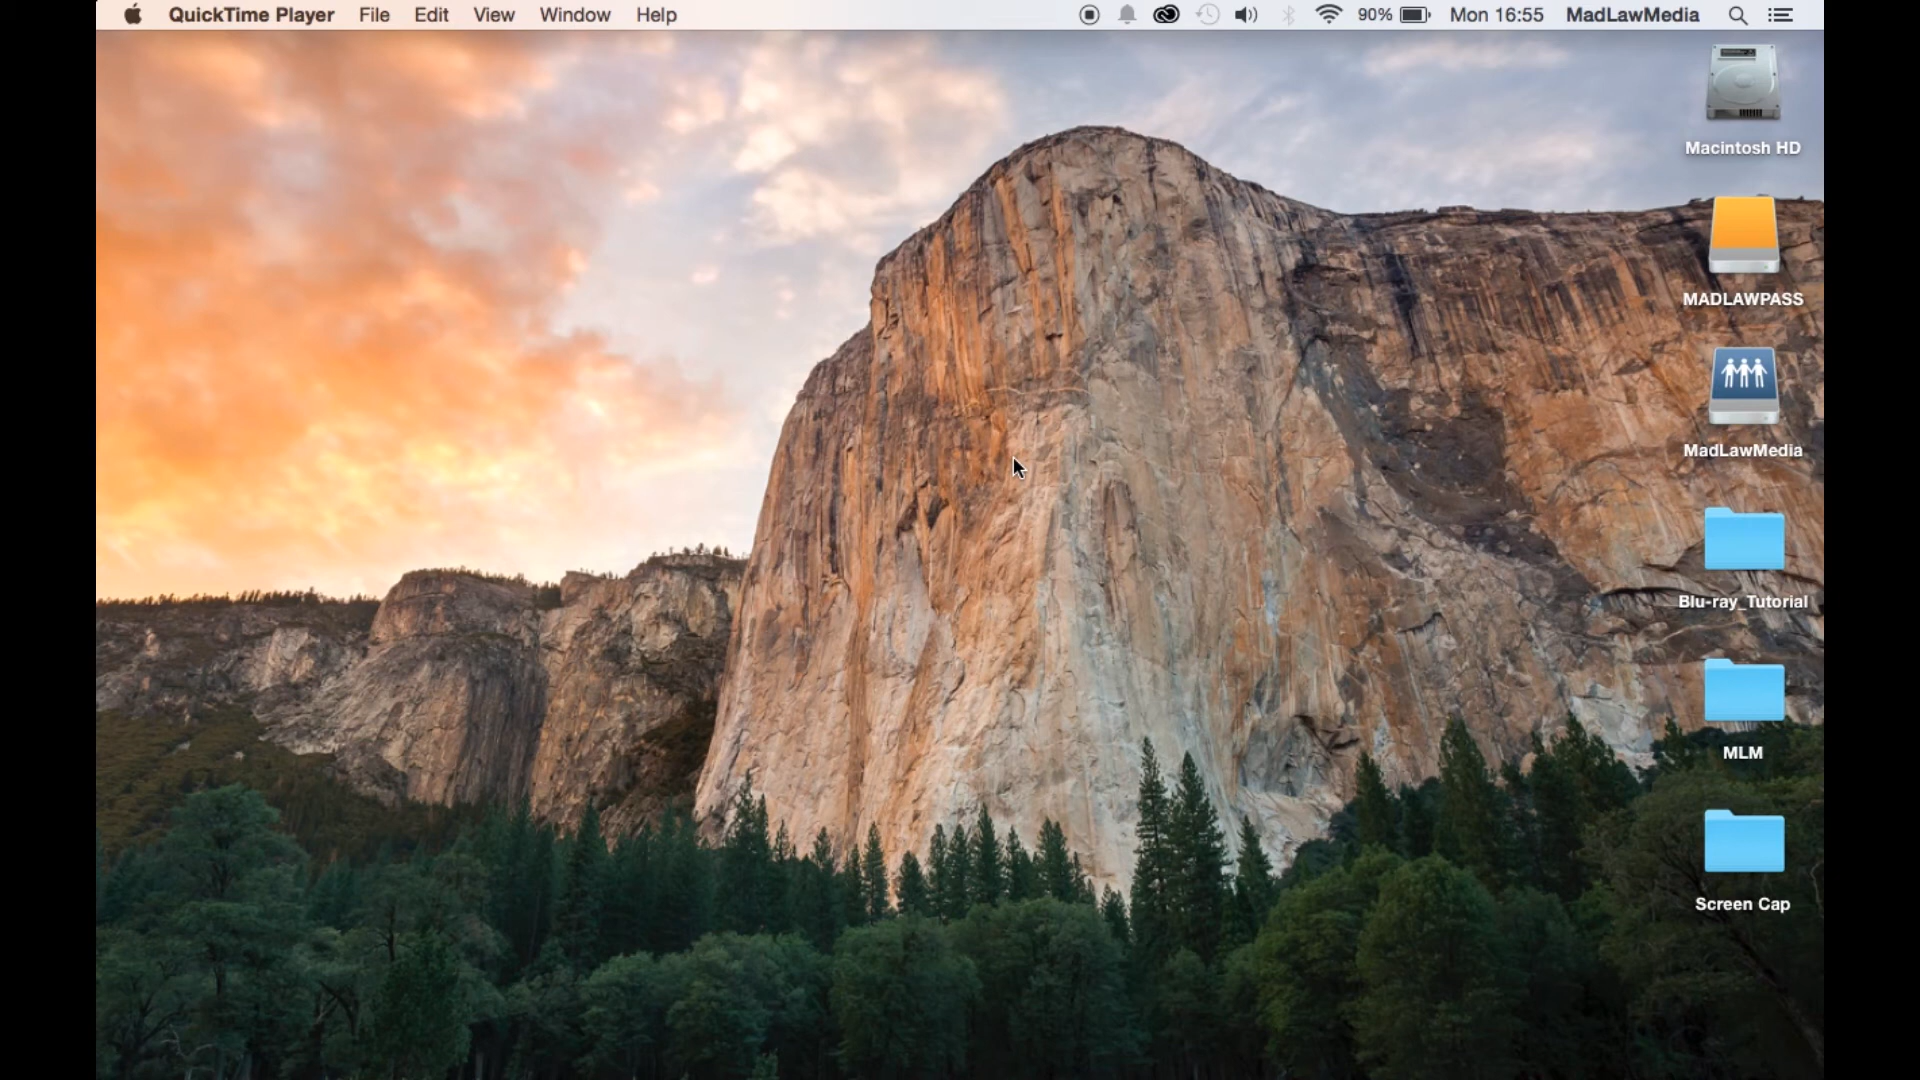 QuickTime Player File Edit View Window Help 90% Mon 16:55 MadLawMedia
Macintosh HD
MADLAWPASS
MadLawMedia
Blu-ray_Tutorial
MLM
Screen Cap